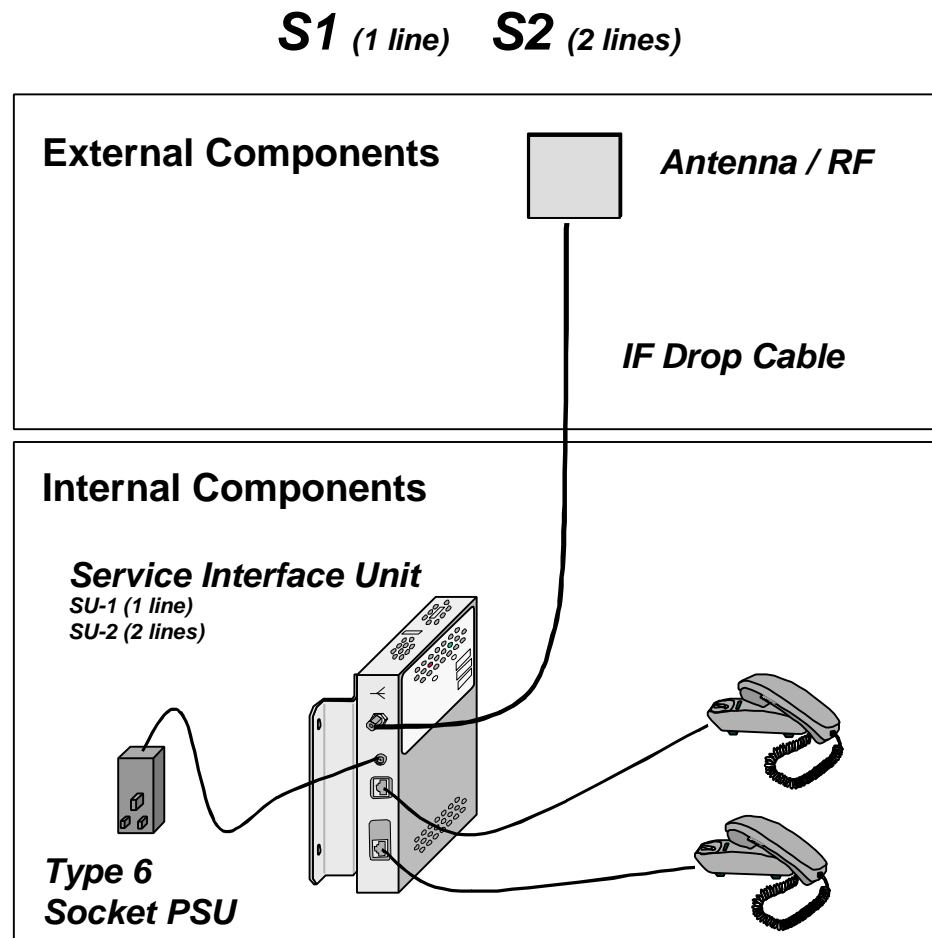 S1 (1 line) S2 (2 lines)
External Components
Antenna / RF
IF Drop Cable
Internal Components
Service Interface Unit
SU-1 (1 line)
SU-2 (2 lines)
Type 6
Socket PSU